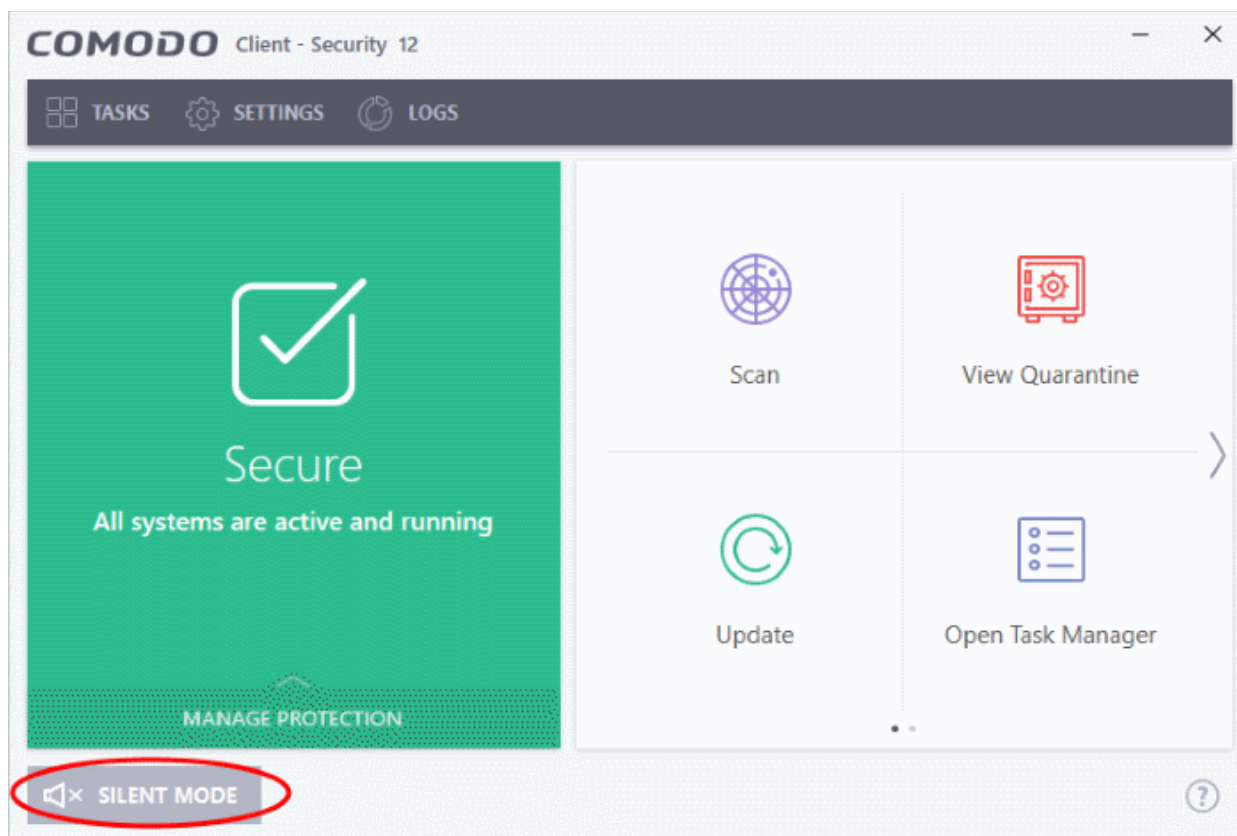 COMODO Client - Security 12
TASKS SETTINGS LOGS
Secure
All systems are active and running
MANAGE PROTECTION
Scan
View Quarantine
Update
Open Task Manager
SILENT MODE
?